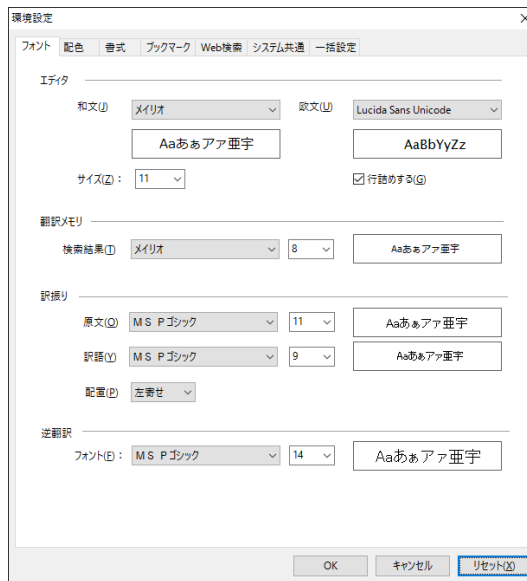 環境設定
フォント 配色 書式 ブックマーク Web検索 システム共通 一括設定
エディタ
和文(J) メイリオ 欧文(U) Lucida Sans Unicode
Aaあぁアァ亜宇 AaBbYyZz
サイズ(Z)： 11 行詰めする(G)
翻訳メモリ
検索結果(T) メイリオ 8 Aaあぁアァ亜宇
訳振り
原文(O) ＭＳ Ｐゴシック 11 Aaあぁアァ亜宇
訳語(Y) ＭＳ Ｐゴシック 9 Aaあぁアァ亜宇
配置(P) 左寄せ
逆翻訳
フォント(F)： ＭＳ Ｐゴシック 14 Aaあぁアァ亜宇
OK キャンセル リセット(X)